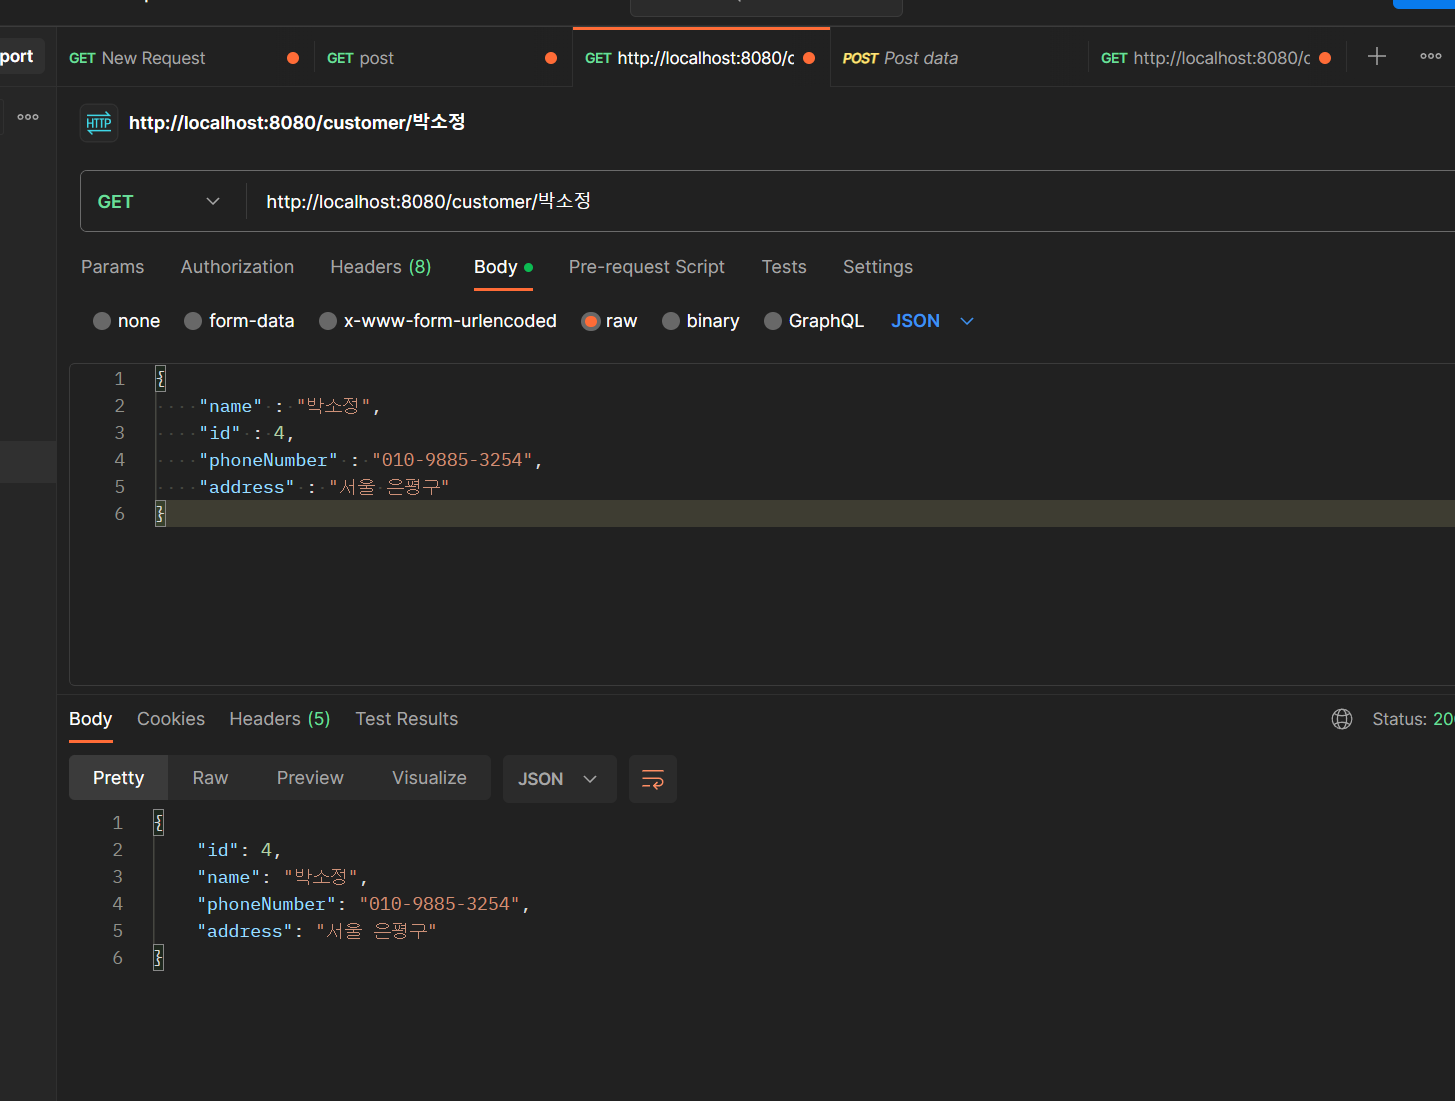 port
GET New Request
GET post
GET http://localhost:8080/c
POST Post data
GET http://localhost:8080/c
HTTP http://localhost:8080/customer/박소정
GET http://localhost:8080/customer/박소정
Params Authorization Headers (8) Body Pre-request Script Tests Settings
none form-data x-www-form-urlencoded raw binary GraphQL JSON
1 {
2 "name" : "박소정",
3 "id" : 4,
4 "phoneNumber" : "010-9885-3254",
5 "address" : "서울 은평구"
6 }
Body Cookies Headers (5) Test Results Status: 20
Pretty Raw Preview Visualize JSON
1 {
2 "id": 4,
3 "name": "박소정",
4 "phoneNumber": "010-9885-3254",
5 "address": "서울 은평구"
6 }